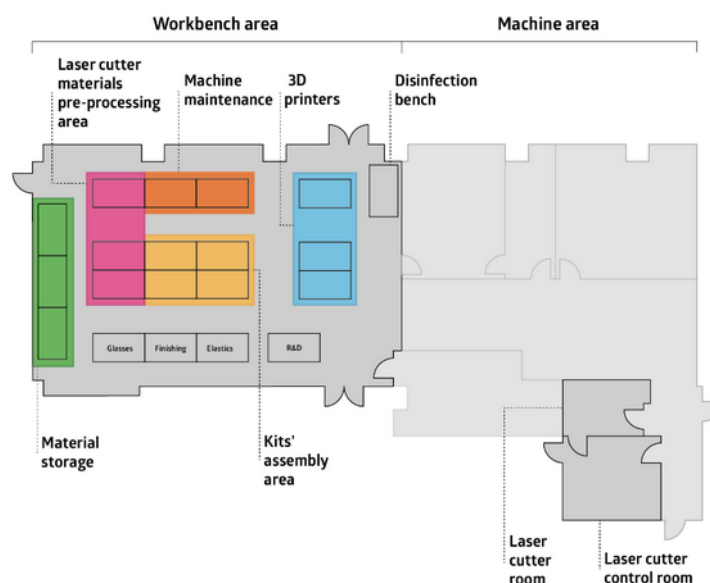 Workbench area
Machine area
Laser cutter
materials
pre-processing
area
Machine
maintenance
3D
printers
Disinfection
bench
Glasses
Finishing
Elastics
R&D
Material
storage
Kits'
assembly
area
Laser
cutter
room
Laser cutter
control room